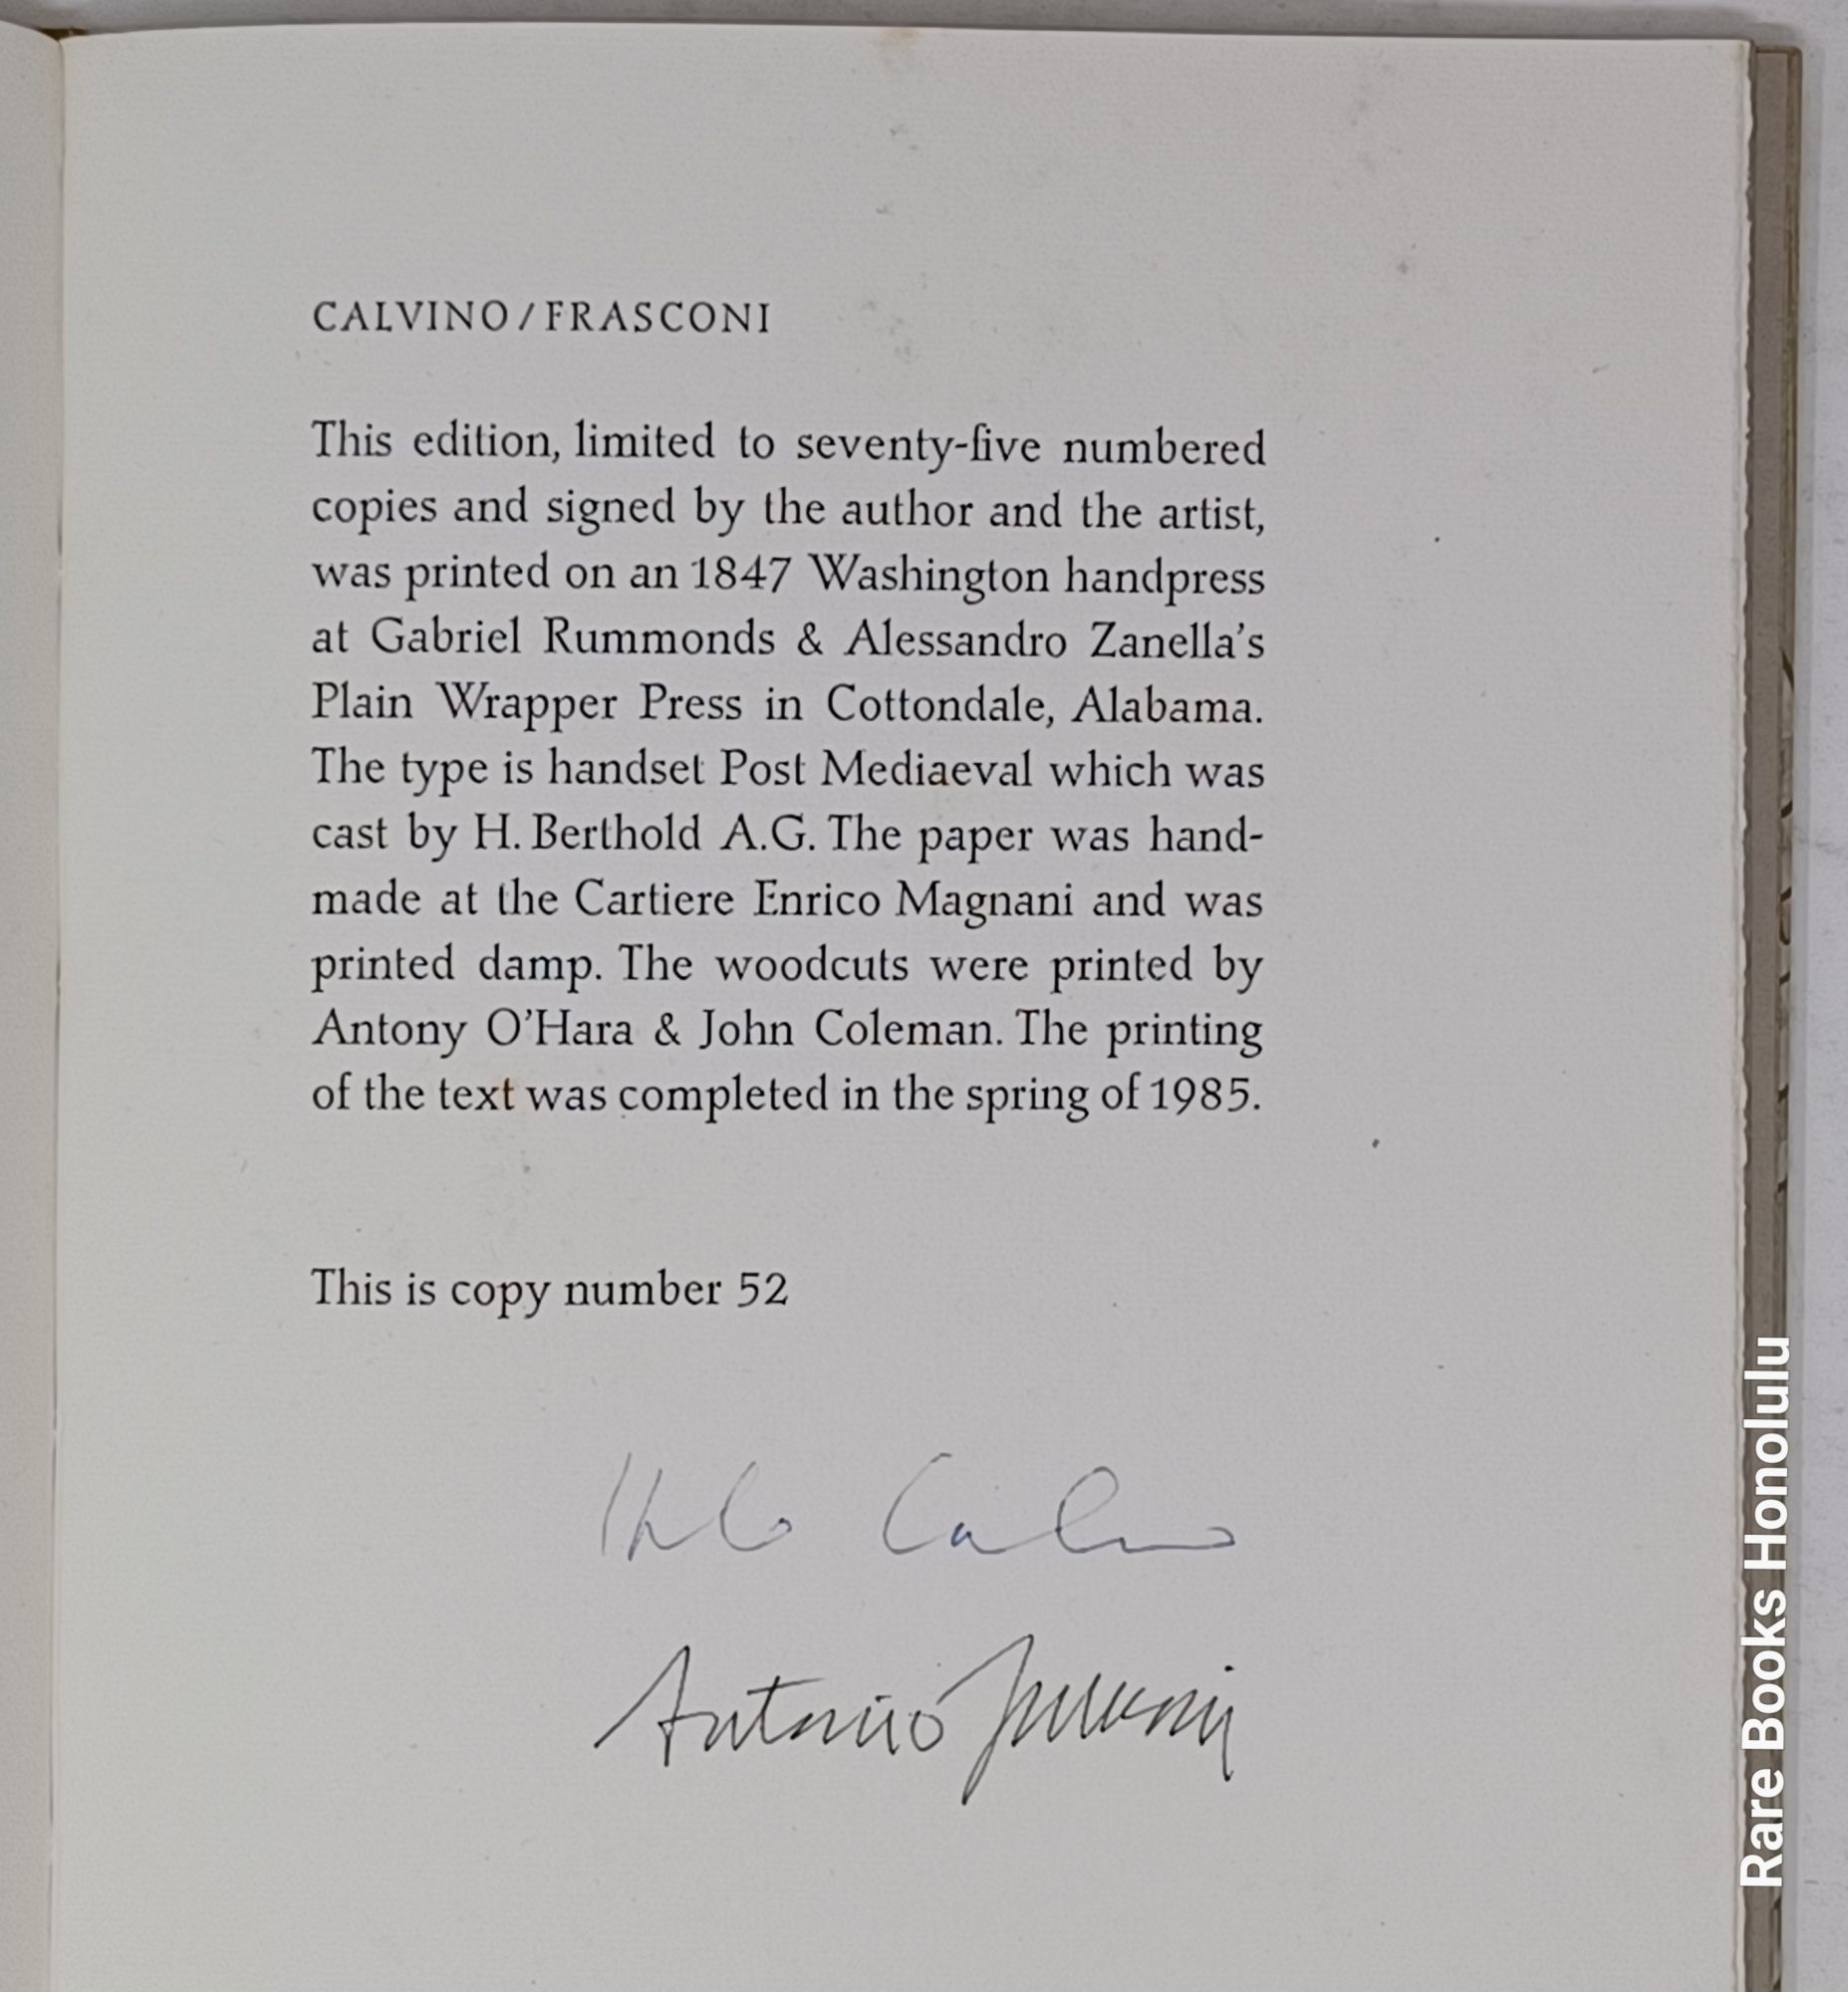 CALVINO/FRASCONI
This edition, limited to seventy-five numbered
copies and signed by the author and the artist,
was printed on an 1847 Washington handpress
at Gabriel Rummonds & Alessandro Zanella's
Plain Wrapper Press in Cottondale, Alabama.
The type is handset Post Mediaeval which was
cast by H. Berthold A.G. The paper was hand-
made at the Cartiere Enrico Magnani and was
printed damp. The woodcuts were printed by
Antony O'Hara & John Coleman. The printing
of the text was completed in the spring of 1985.
This is copy number 52
Italo Calvino
Antonio Frasconi
Rare Books Honolulu